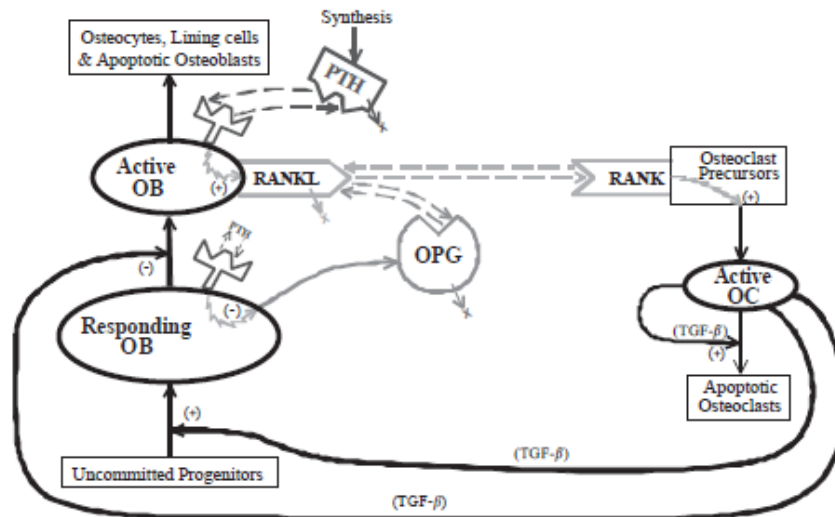 Synthesis
Osteocytes, Lining cells
& Apoptotic Osteoblasts
PTH
x
Active
OB
(+)
RANKL
x
RANK
Osteoclast
Precursors
(+)
(-)
PTH
OPG
x
(-)
Responding
OB
Active
OC
(TGF-β)
(+)
Apoptotic
Osteoclasts
(+)
Uncommitted Progenitors
(TGF-β)
(TGF-β)